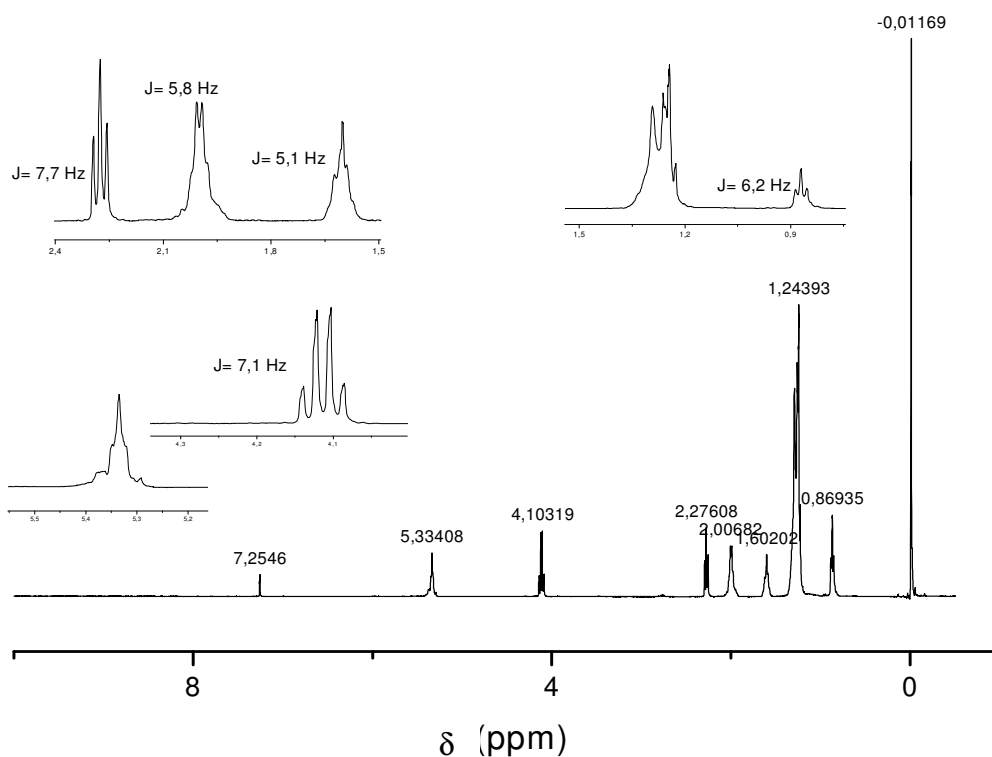 -0,01169
J= 5,8 Hz
J= 5,1 Hz
J= 7,7 Hz
2,4 2,1 1,8 1,5
J= 6,2 Hz
1,5 1,2 0,9
1,24393
J= 7,1 Hz
4,3 4,2 4,1
5,5 5,4 5,3 5,2
7,2546
5,33408
4,10319
2,27608
2,00682
1,60202
0,86935
8 4 0
δ (ppm)